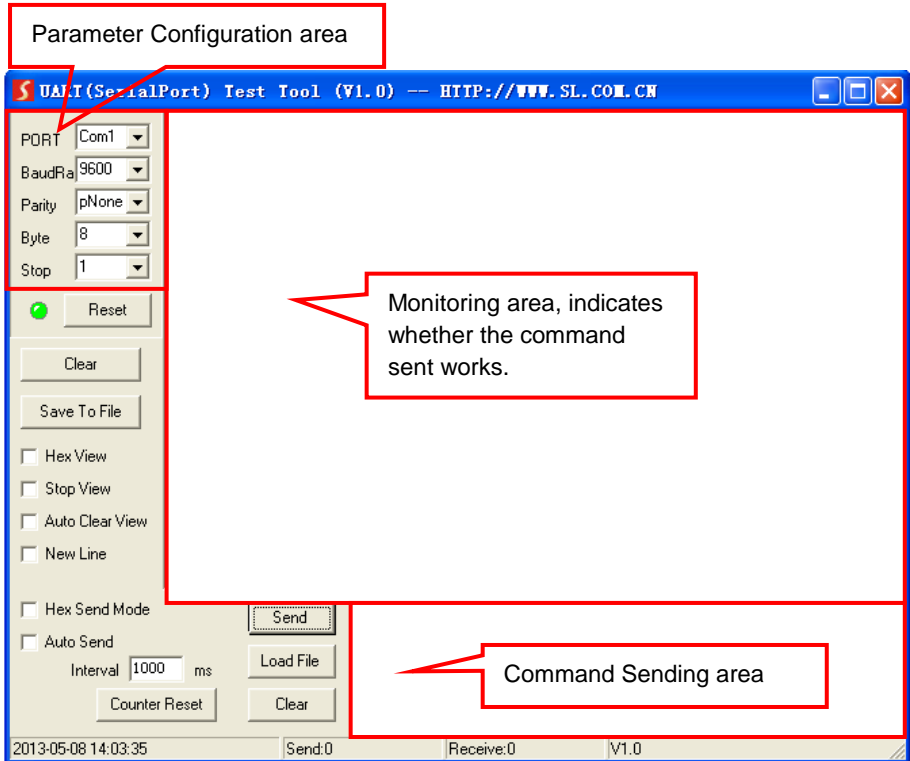 Parameter Configuration area
UART(SerialPort) Test Tool (V1.0) -- HTTP://WWW.SL.COM.CN
PORT Com1
BaudRa 9600
Parity pNone
Byte 8
Stop 1
Reset
Monitoring area, indicates
whether the command
sent works.
Clear
Save To File
Hex View
Stop View
Auto Clear View
New Line
Hex Send Mode
Send
Auto Send
Interval 1000 ms
Load File
Command Sending area
Counter Reset
Clear
2013-05-08 14:03:35 Send:0 Receive:0 V1.0